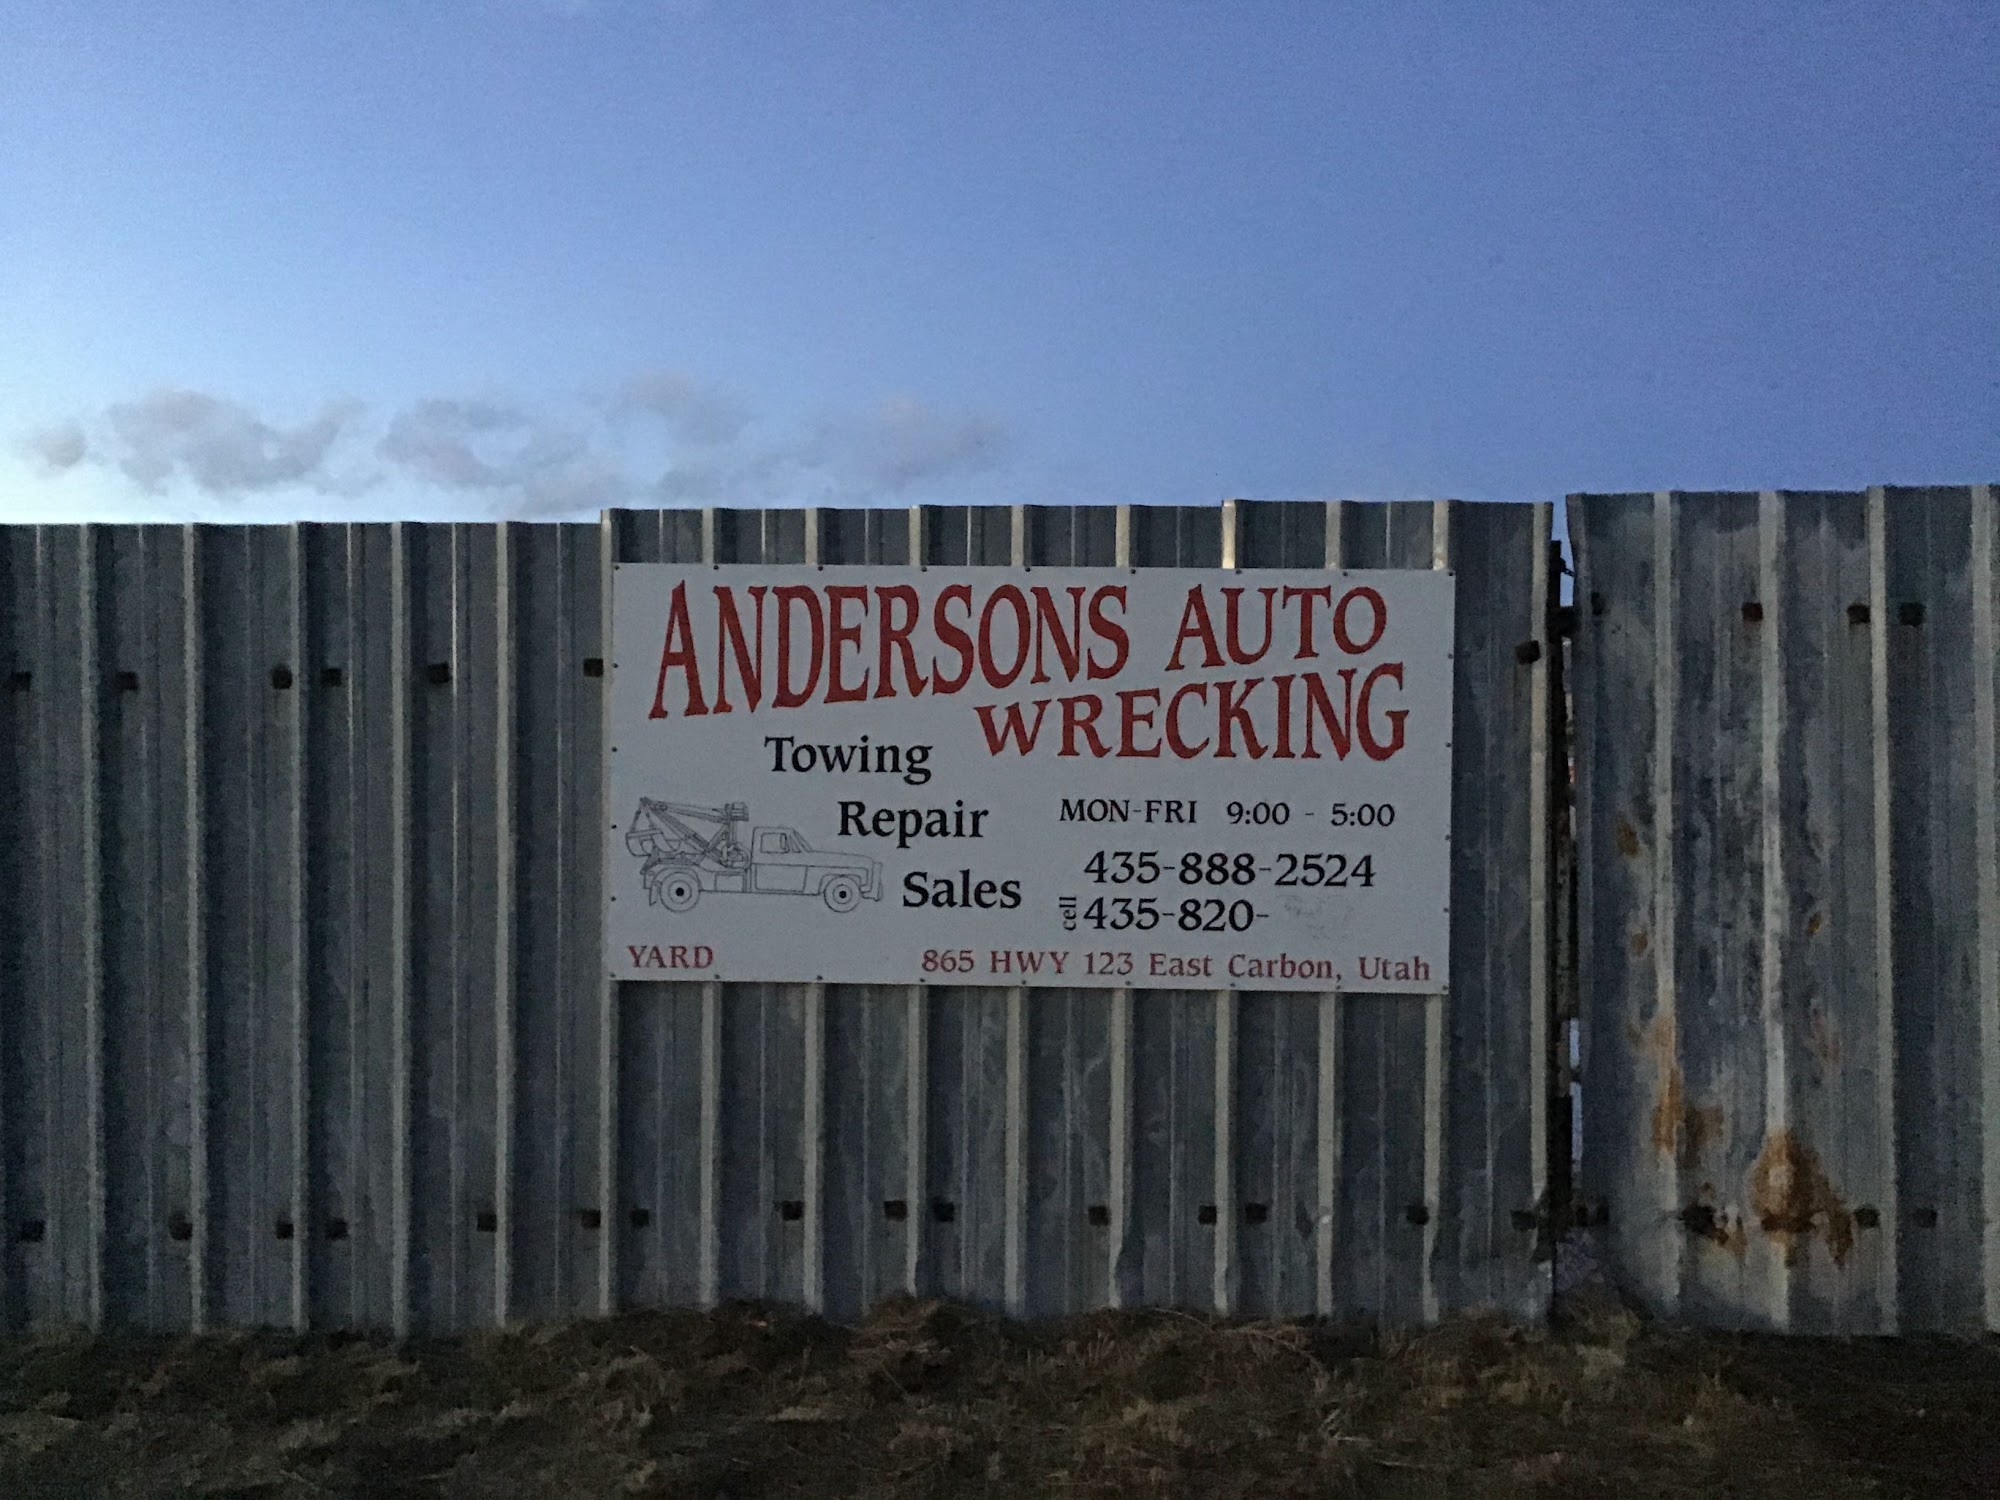 ANDERSONS AUTO
WRECKING
Towing
Repair
Sales
MON-FRI 9:00 - 5:00
435-888-2524
cell 435-820-
YARD
865 HWY 123 East Carbon, Utah